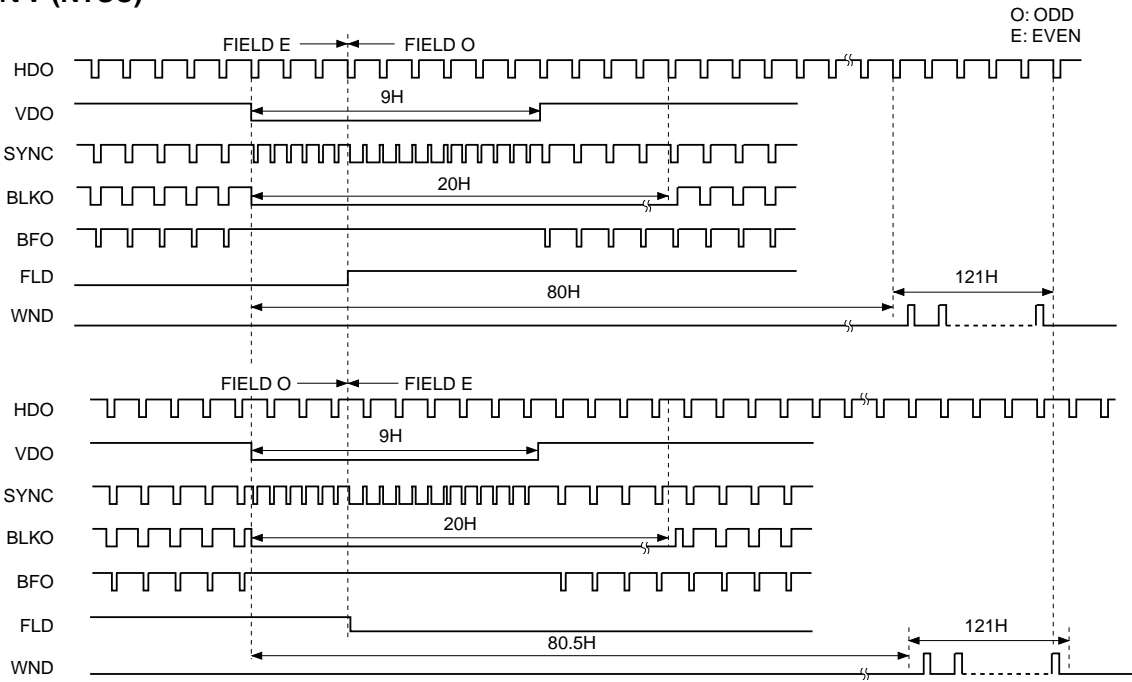 O: ODD
E: EVEN
FIELD E
FIELD O
HDO
9H
VDO
SYNC
20H
BLKO
BFO
FLD
121H
80H
WND
FIELD O
FIELD E
HDO
9H
VDO
SYNC
20H
BLKO
BFO
FLD
121H
80.5H
WND